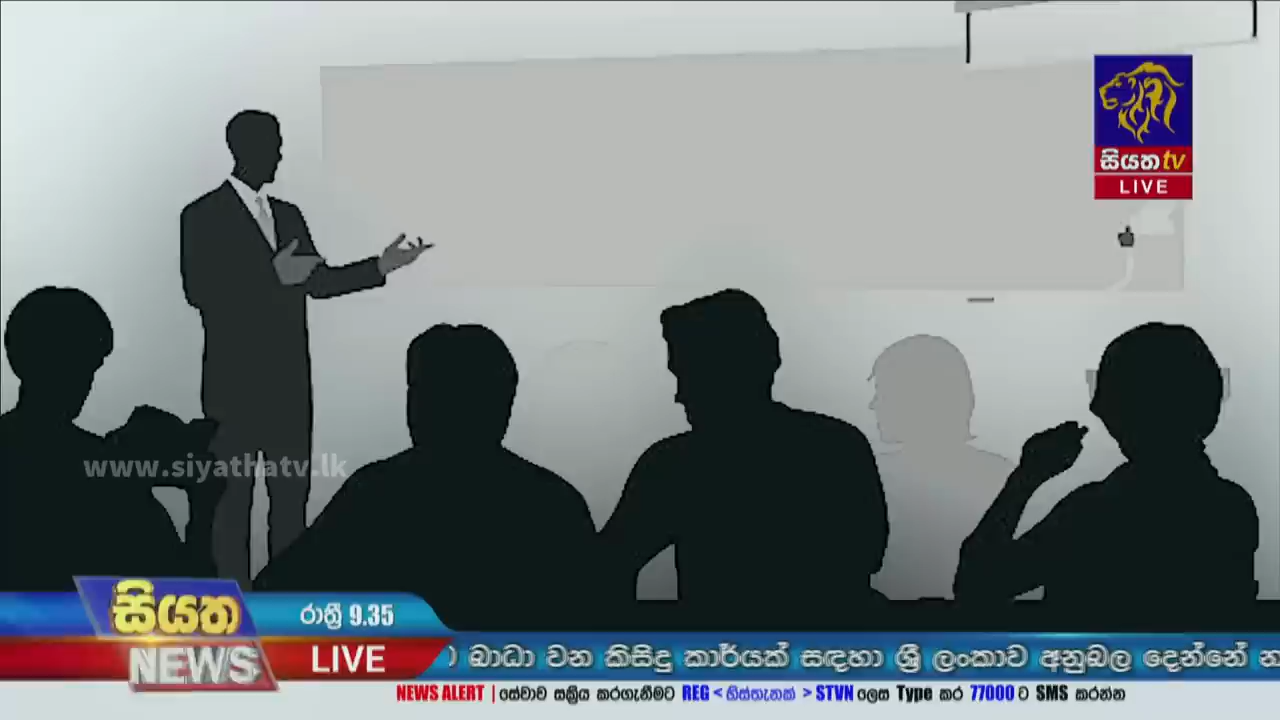 සියත tv
LIVE
www.siyathatv.lk
සියත
NEWS
රාත්‍රී 9.35
LIVE
බාධා වන කිසිදු කාර්යක් සඳහා ශ්‍රී ලංකාව අනුබල දෙන්නේ
NEWS ALERT | සේවාව සක්‍රීය කරගැනීමට REG < හිස්තැනක් > STVN ලෙස Type කර 77000 ට SMS කරන්න